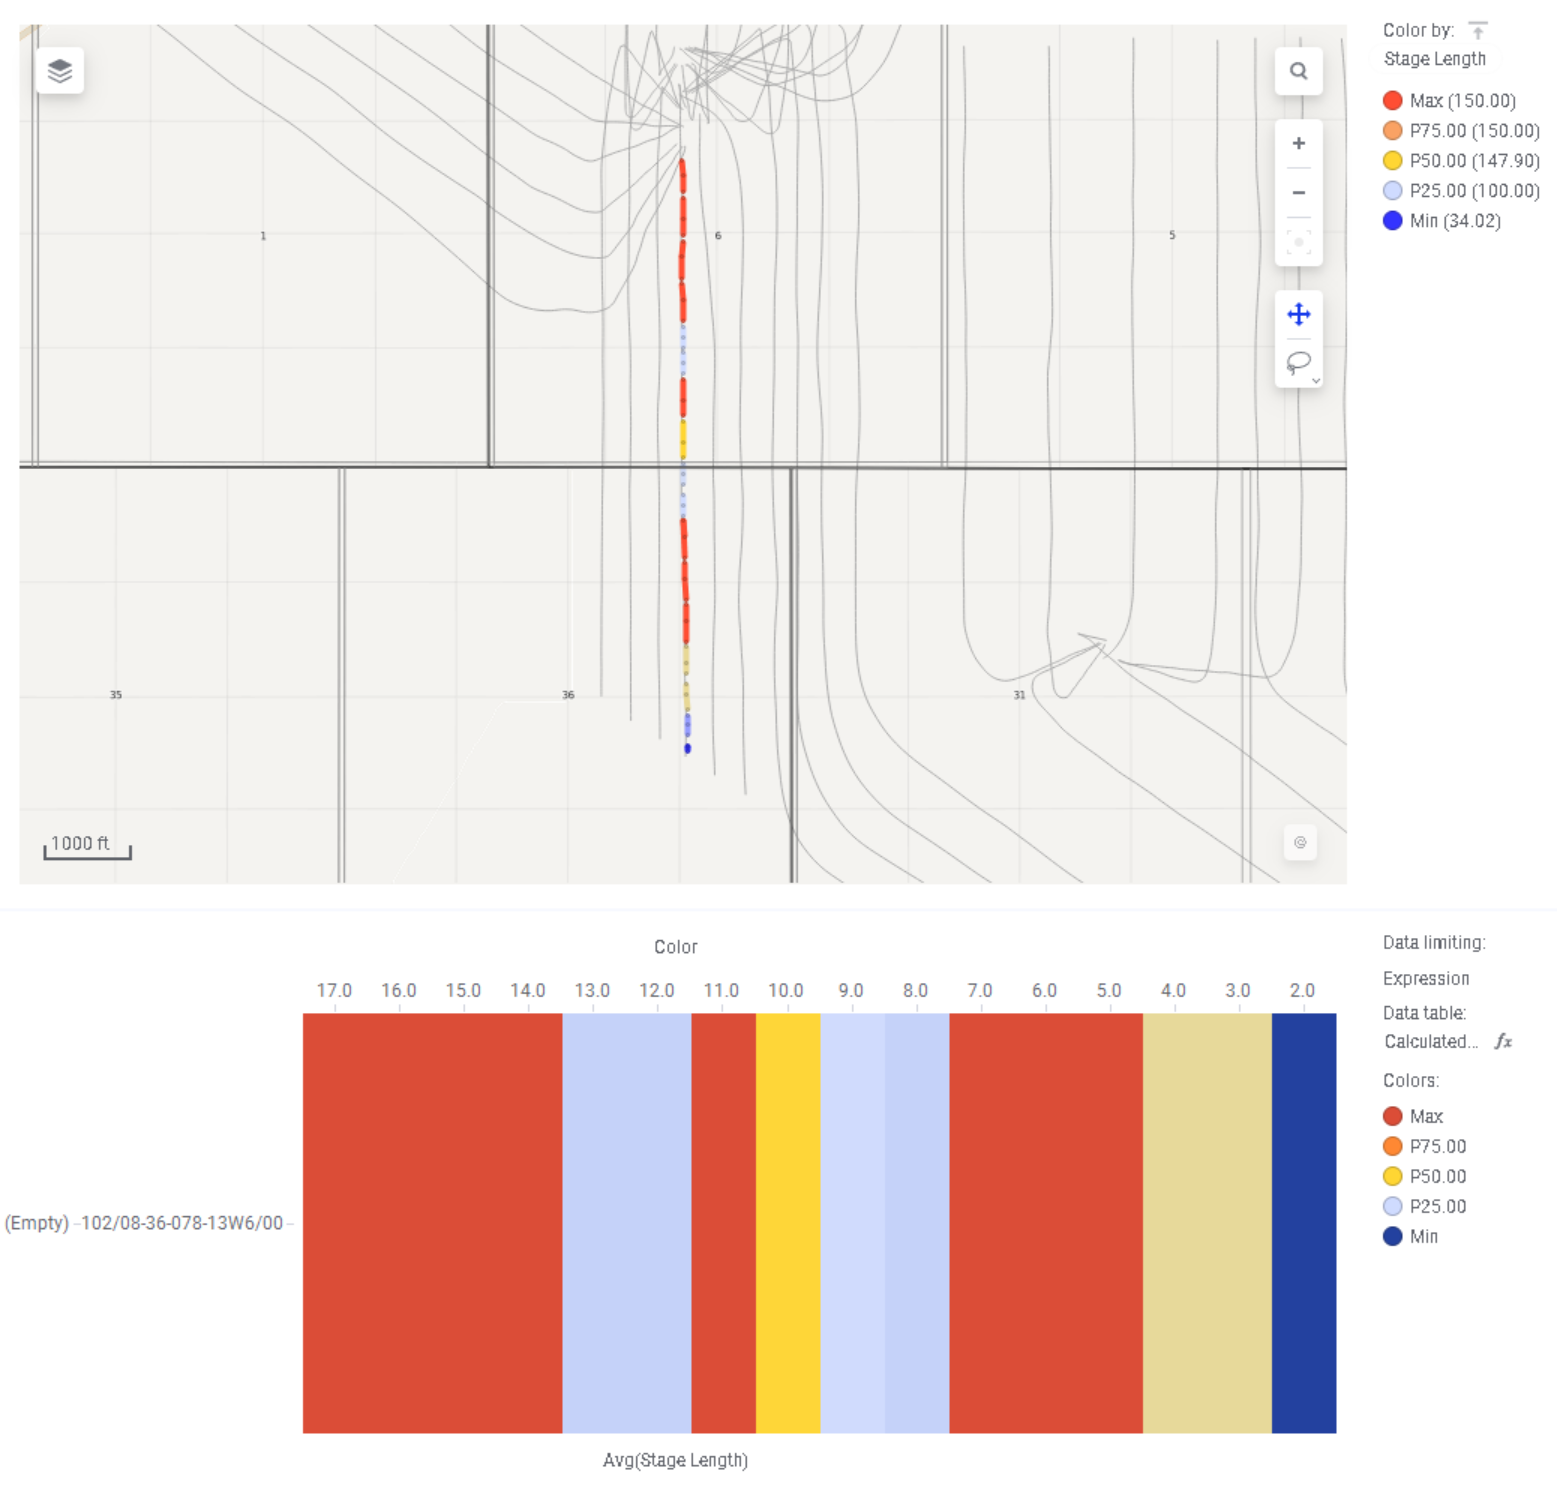 Color by:
Stage Length
Max (150.00)
P75.00 (150.00)
P50.00 (147.90)
P25.00 (100.00)
Min (34.02)
1
6
5
35
36
31
1000 ft
Color
17.0 16.0 15.0 14.0 13.0 12.0 11.0 10.0 9.0 8.0 7.0 6.0 5.0 4.0 3.0 2.0
(Empty) 102/08-36-078-13W6/00
Avg(Stage Length)
Data limiting:
Expression
Data table:
Calculated... fx
Colors:
Max
P75.00
P50.00
P25.00
Min